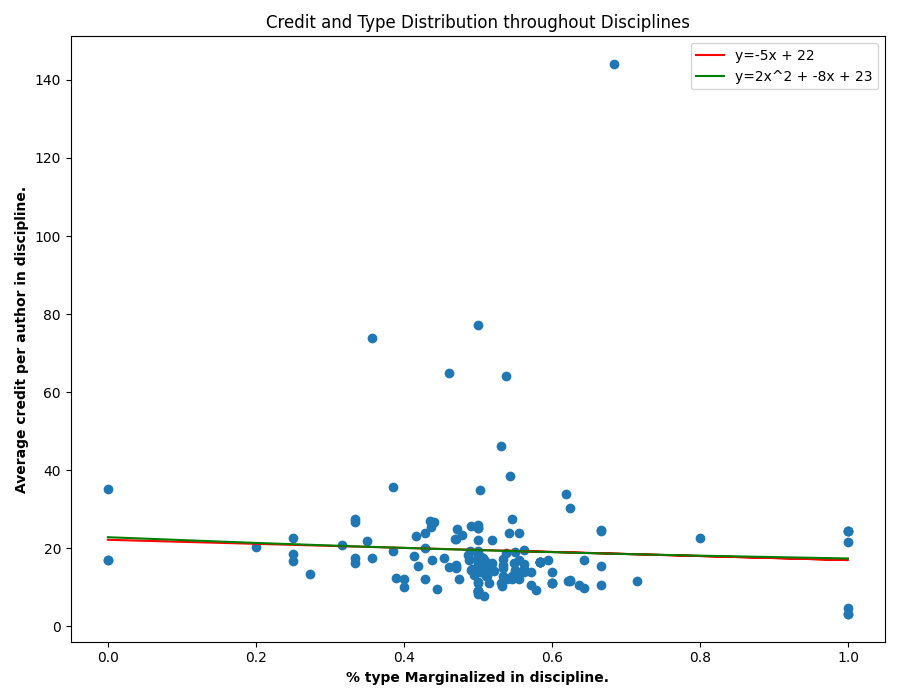 Credit and Type Distribution throughout Disciplines
y=-5x + 22
y=2x^2 + -8x + 23
Average credit per author in discipline.
140
120
100
80
60
40
20
0
0.0 0.2 0.4 0.6 0.8 1.0
% type Marginalized in discipline.